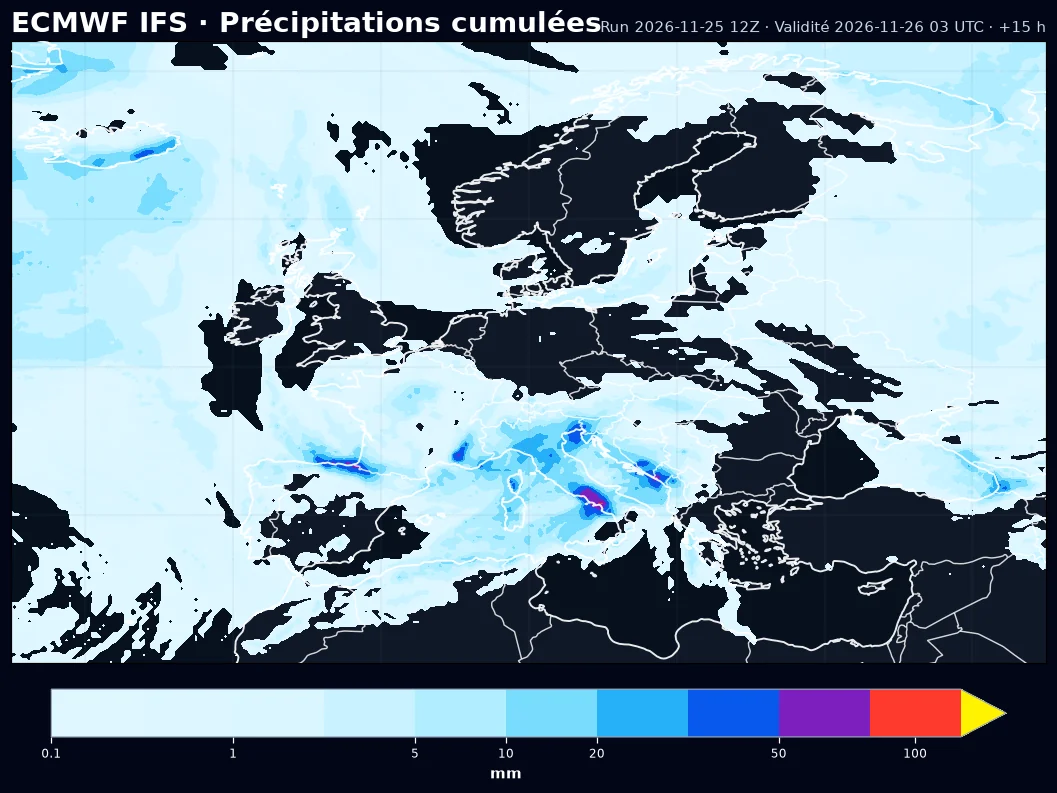 ECMWF IFS · Précipitations cumulées
Run 2026-11-25 12Z · Validité 2026-11-26 03 UTC · +15 h
0.1 1 5 10 20 50 100
mm